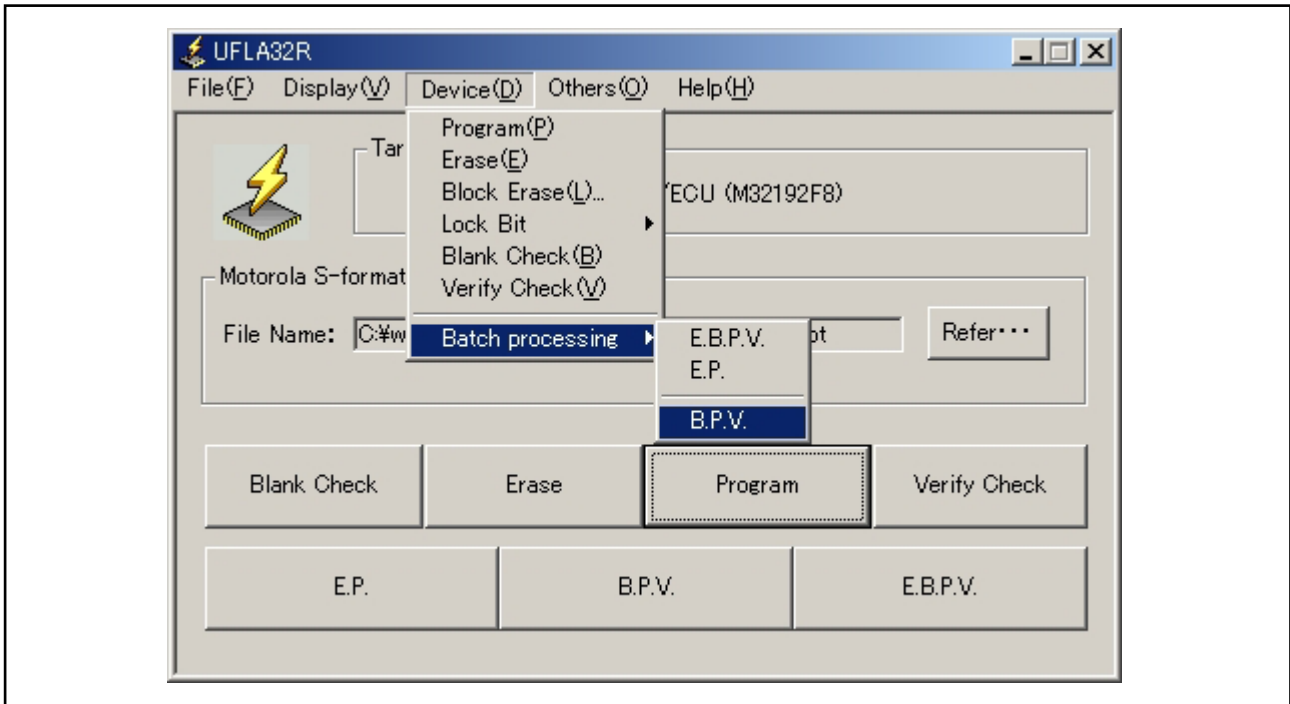 UFLA32R
File(F) Display(V) Device(D) Others(O) Help(H)
Program(P)
Erase(E)
Block Erase(L)...
Lock Bit
Blank Check(B)
Verify Check(V)
Batch processing
E.B.P.V.
E.P.
B.P.V.
Tar
ECU (M32192F8)
Motorola S-format
File Name: C:¥w
ot
Refer･･･
Blank Check Erase Program Verify Check
E.P. B.P.V. E.B.P.V.